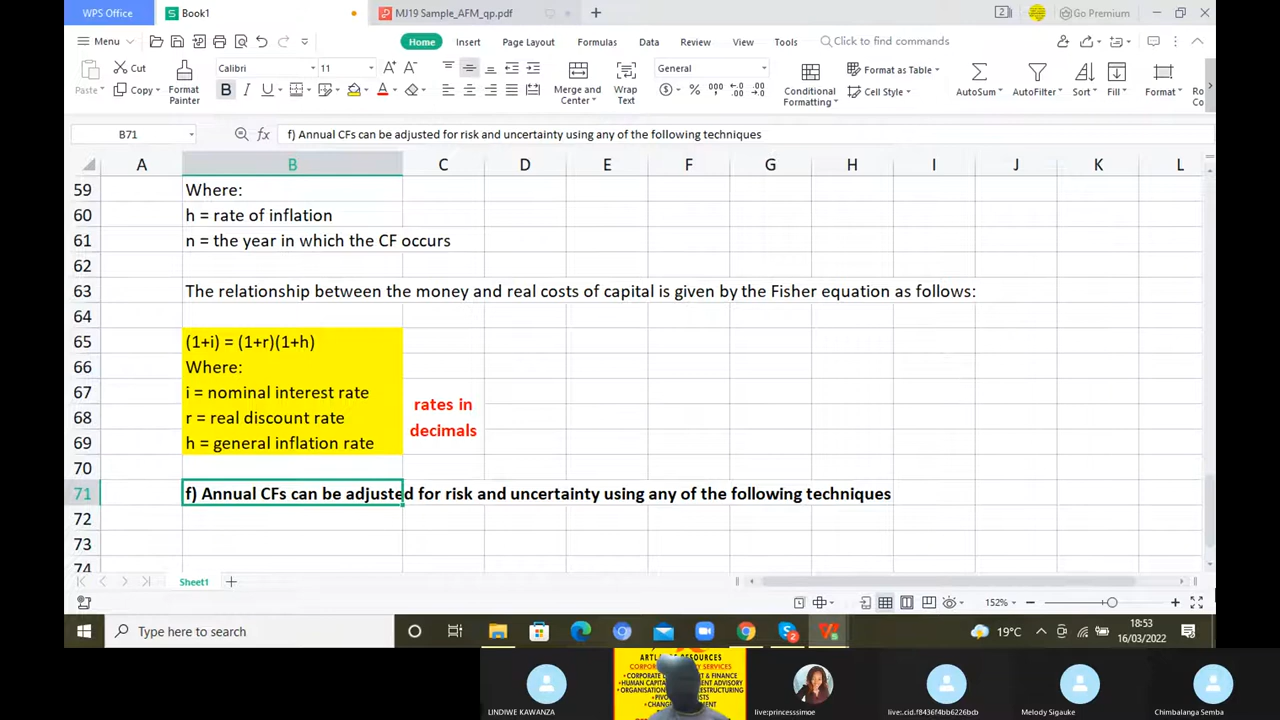 WPS Office
Book1
MJ19 Sample_AFM_qp.pdf
Go Premium
Menu
Home
Insert
Page Layout
Formulas
Data
Review
View
Tools
Click to find commands
Paste
Cut
Copy
Format Painter
Calibri
11
Merge and Center
Wrap Text
General
Conditional Formatting
Format as Table
Cell Style
AutoSum
AutoFilter
Sort
Fill
Format
B71
f) Annual CFs can be adjusted for risk and uncertainty using any of the following techniques
A B C D E F G H I J K L
59 Where:
60 h = rate of inflation
61 n = the year in which the CF occurs
62
63 The relationship between the money and real costs of capital is given by the Fisher equation as follows:
64
65 (1+i) = (1+r)(1+h)
66 Where:
67 i = nominal interest rate
68 r = real discount rate
69 h = general inflation rate
rates in
decimals
70
71 f) Annual CFs can be adjusted for risk and uncertainty using any of the following techniques
72
73
74
Sheet1
152%
Type here to search
19°C
18:53
16/03/2022
LINDIWE KAWANZA
live:princesssimoe
live:.cid.f8436f4bb6226bcb
Melody Sigauke
Chimbalanga Semba